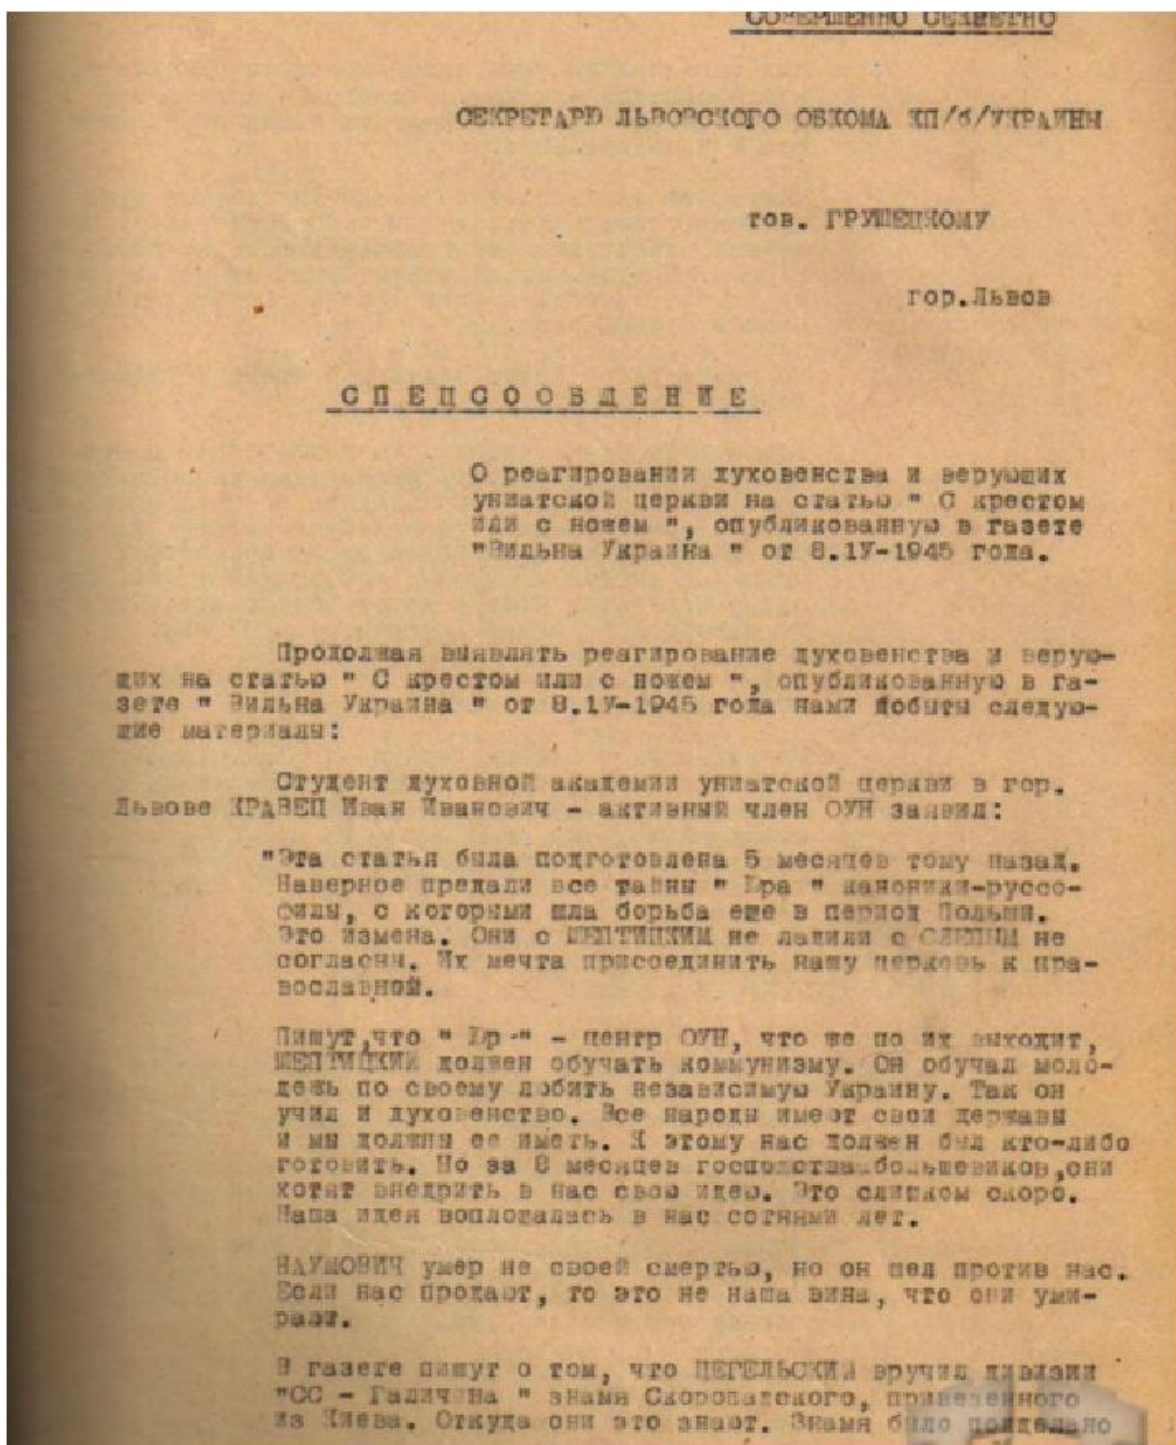 СОВЕРШЕННО СЕКРЕТНО
СЕКРЕТАРЮ ЛЬВОВСКОГО ОБКОМА КП/б/УКРАИНЫ
тов. ГРУШЕЦКОМУ
гор.Львов
СПЕЦСООБЩЕНИЕ
О реагировании духовенства и верующих
униатской церкви на статью " С крестом
или с ножем ", опубликованную в газете
"Вильна Украина " от 8.1У-1945 года.
Продолжая выявлять реагирование духовенства и верую-
щих на статью " С крестом или с ножем ", опубликованную в га-
зете " Вильна Украина " от 8.1У-1945 года нами добыты следую-
щие материалы:
Студент духовной академии униатской церкви в гор.
Львове КРАВЕЦ Иван Иванович - активный член ОУН заявил:
"Эта статья была подготовлена 5 месяцев тому назад.
Наверное предали все тайны " Юра " каноники-руссо-
филы, с которыми шла борьба еще в период Польши.
Это измена. Они с ШЕПТИЦКИМ не ладили с СЛЕПЫМ не
согласны. Их мечта присоединить нашу церковь к пра-
вославной.
Пишут,что " Юр " - центр ОУН, что же по их выходит,
ШЕПТИЦКИЙ должен обучать коммунизму. Он обучал моло-
дежь по своему любить независимую Украину. Так он
учил и духовенство. Все народы имеют свои державы
и мы должны ее иметь. К этому нас должен был кто-либо
готовить. Но за 8 месяцев господства большевиков,они
хотят внедрить в нас свою идею. Это слишком скоро.
Наша идея воплощалась в нас сотнями лет.
НАУМОВИЧ умер не своей смертью, но он шел против нас.
Если нас продают, то это не наша вина, что они уми-
рают.
В газете пишут о том, что ЦЕГЕЛЬСКИЙ вручил дивизии
"СС - Галичина " знамя Скоропадского, привезенного
из Киева. Откуда они это знают. Знамя было подделано